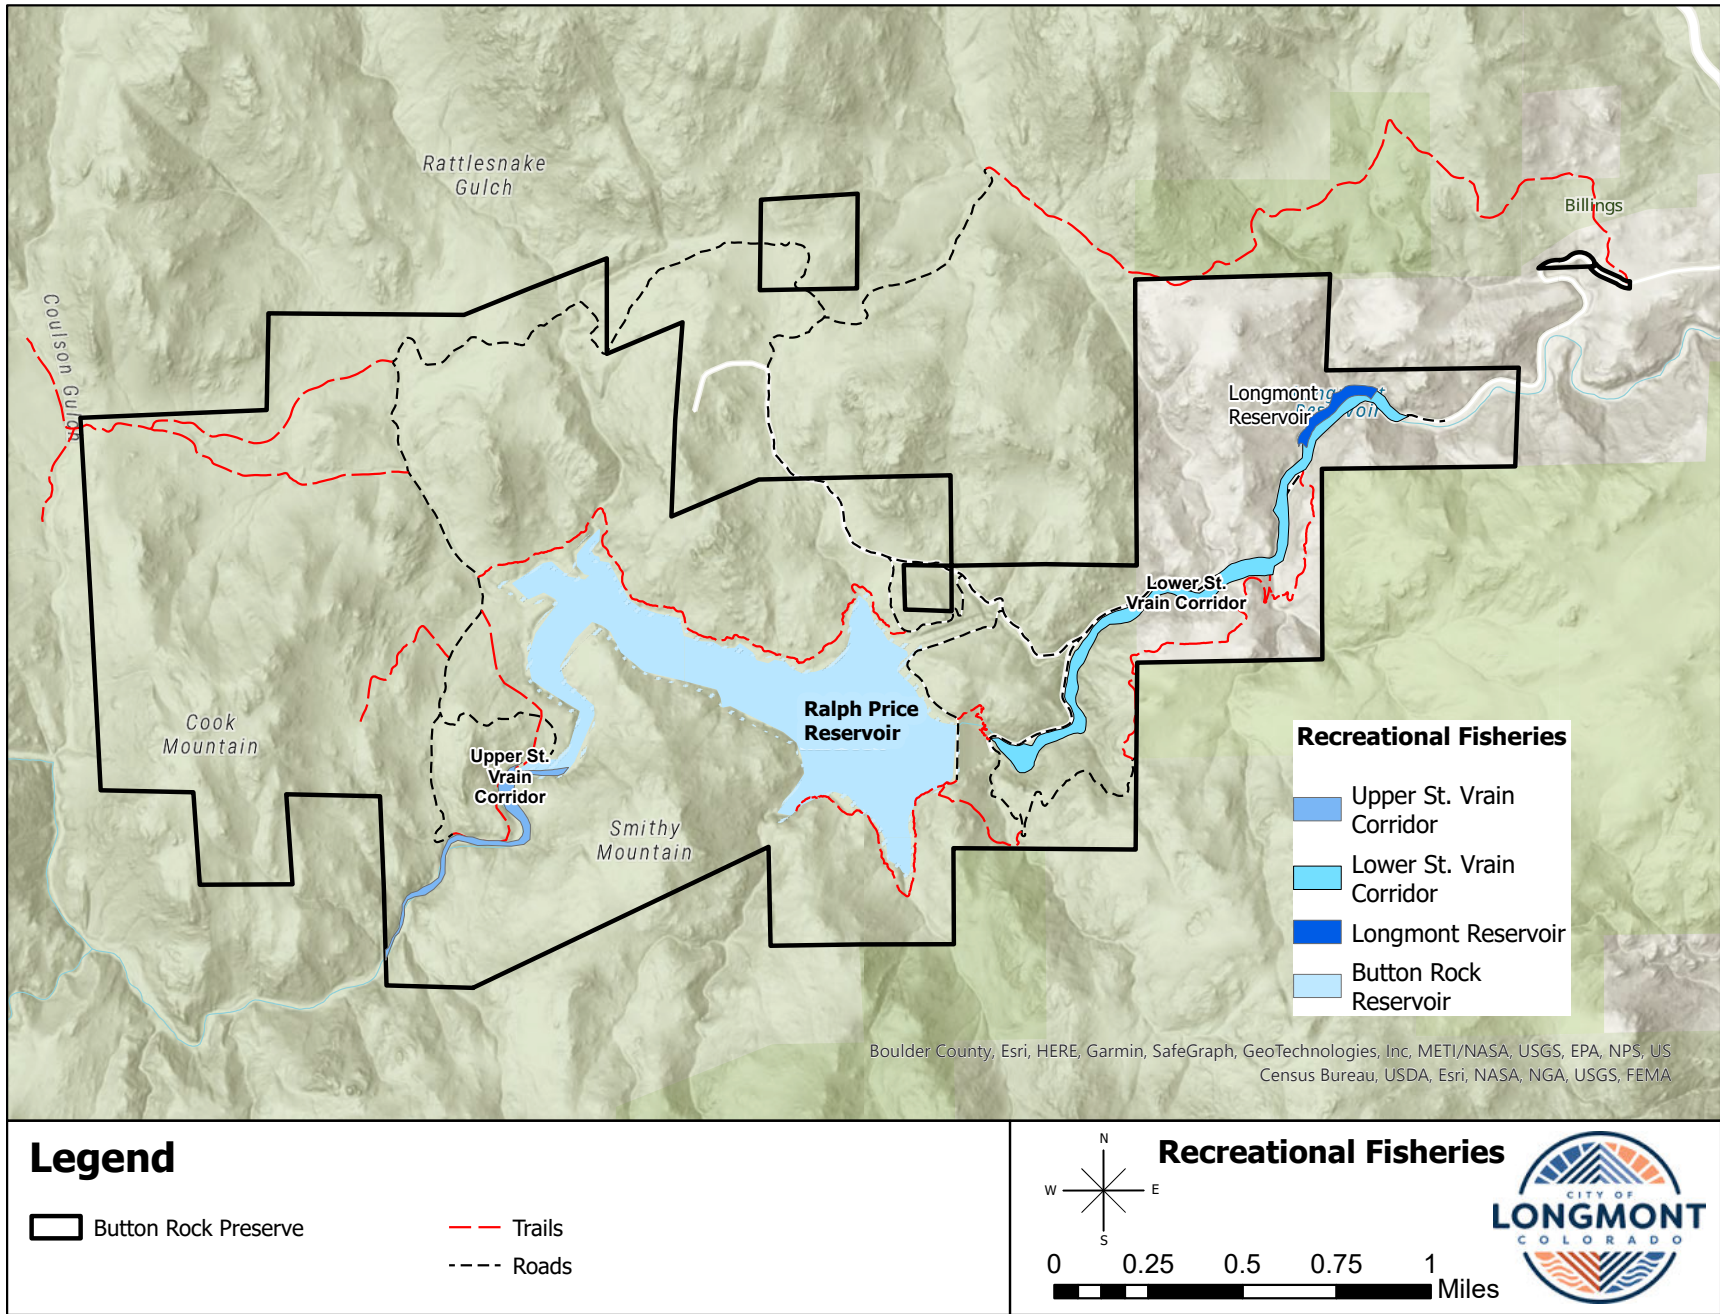 Rattlesnake
Gulch
Billings
Coulson Gulch
Longmont
Reservoir
Lower St.
Vrain Corridor
Ralph Price
Reservoir
Cook
Mountain
Upper St.
Vrain
Corridor
Smithy
Mountain
Recreational Fisheries
Upper St. Vrain
Corridor
Lower St. Vrain
Corridor
Longmont Reservoir
Button Rock
Reservoir
Boulder County, Esri, HERE, Garmin, SafeGraph, GeoTechnologies, Inc, METI/NASA, USGS, EPA, NPS, US
Census Bureau, USDA, Esri, NASA, NGA, USGS, FEMA
Legend
Button Rock Preserve
Trails
Roads
N
W E
S
Recreational Fisheries
0 0.25 0.5 0.75 1
Miles
CITY OF
LONGMONT
COLORADO